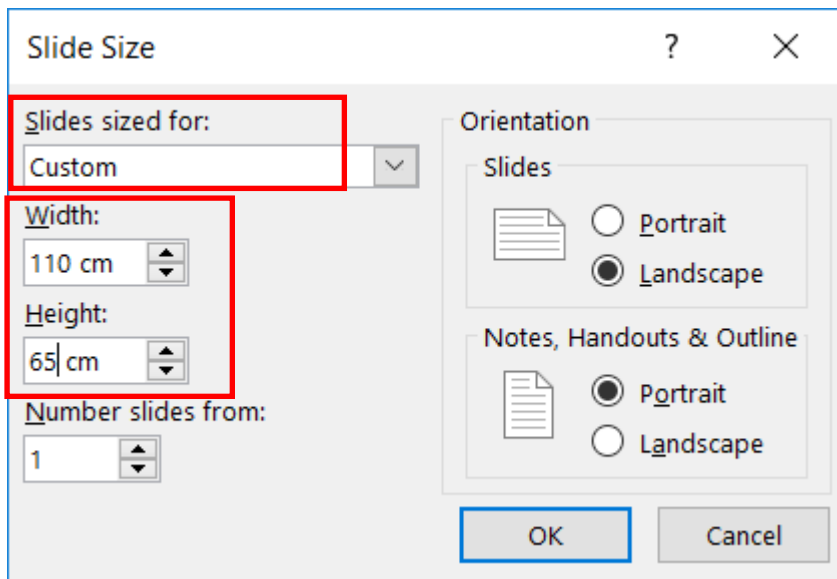 Slide Size
?
Slides sized for:
Custom
Width:
110 cm
Height:
65 cm
Number slides from:
1
Orientation
Slides
Portrait
Landscape
Notes, Handouts & Outline
Portrait
Landscape
OK
Cancel